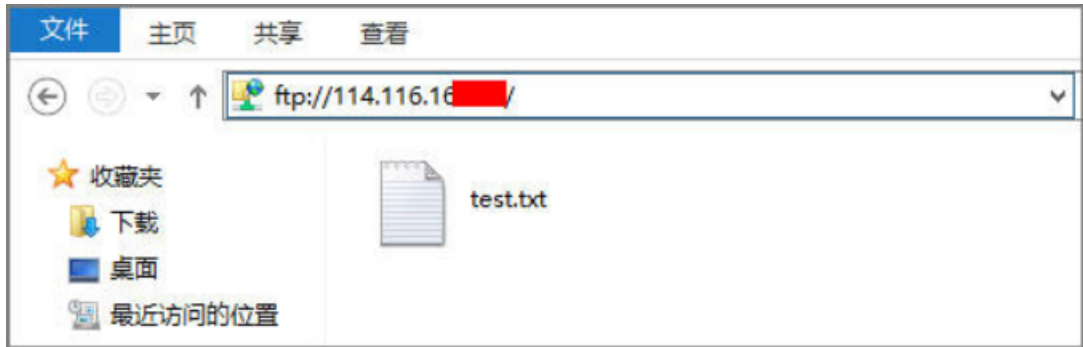 文件 主页 共享 查看
ftp://114.116.16 /
收藏夹
下载
桌面
最近访问的位置
test.txt